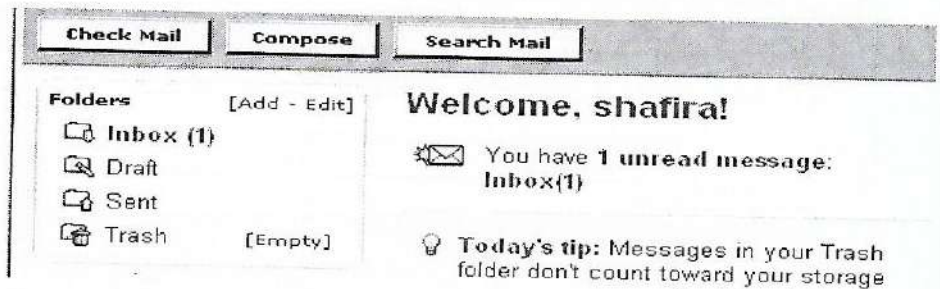 Check Mail Compose Search Mail
Folders [Add - Edit]
Inbox (1)
Draft
Sent
Trash [Empty]
Welcome, shafira!
You have 1 unread message:
Inbox(1)
Today's tip: Messages in your Trash
folder don't count toward your storage